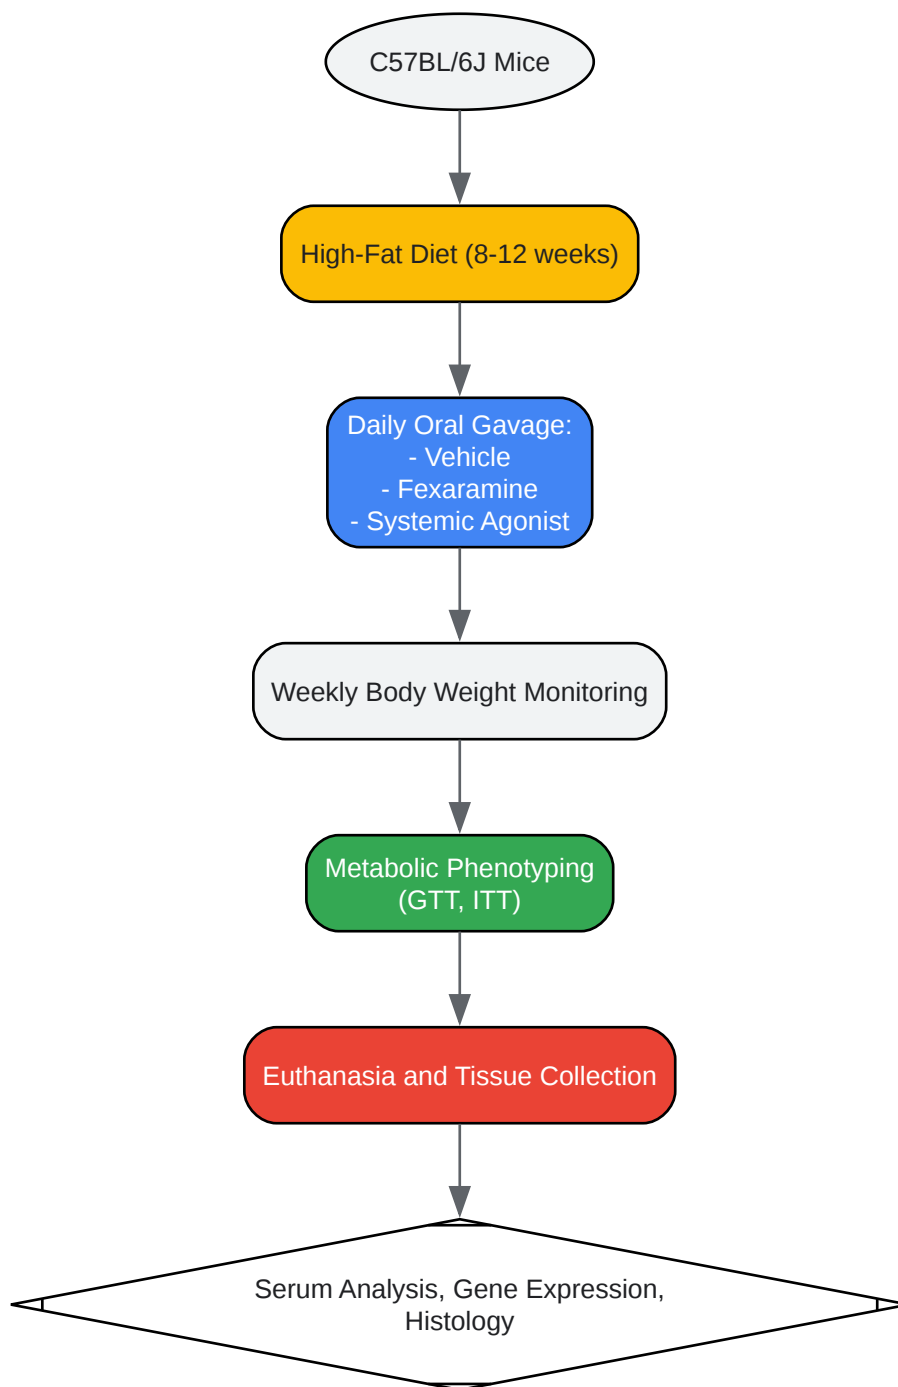 C57BL/6J Mice
High-Fat Diet (8-12 weeks)
Daily Oral Gavage:
- Vehicle
- Fexaramine
- Systemic Agonist
Weekly Body Weight Monitoring
Metabolic Phenotyping
(GTT, ITT)
Euthanasia and Tissue Collection
Serum Analysis, Gene Expression,
Histology